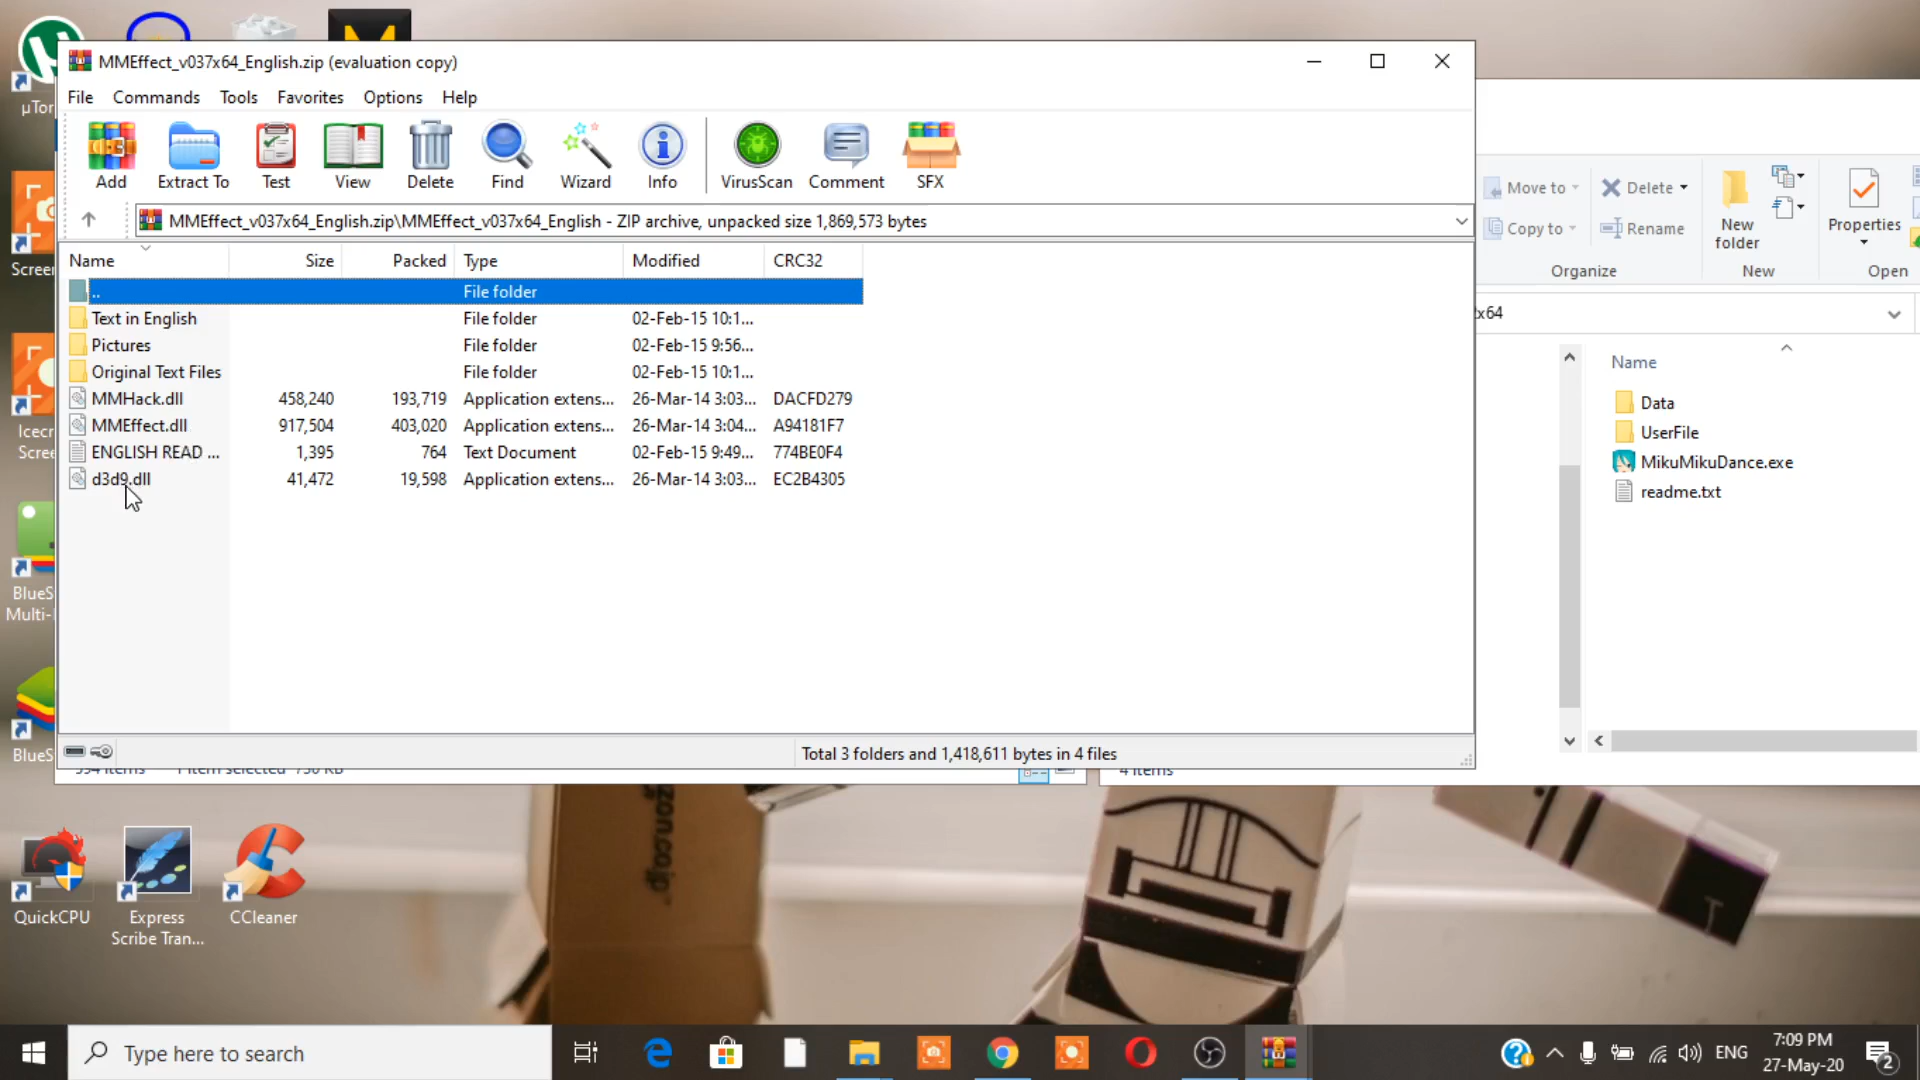 µTor
MMEffect_v037x64_English.zip (evaluation copy)
File Commands Tools Favorites Options Help
Add Extract To Test View Delete Find Wizard Info VirusScan Comment SFX
MMEffect_v037x64_English.zip\MMEffect_v037x64_English - ZIP archive, unpacked size 1,869,573 bytes
Name Size Packed Type Modified CRC32
.. File folder
Text in English File folder 02-Feb-15 10:1...
Pictures File folder 02-Feb-15 9:56...
Original Text Files File folder 02-Feb-15 10:1...
MMHack.dll 458,240 193,719 Application extens... 26-Mar-14 3:03... DACFD279
MMEffect.dll 917,504 403,020 Application extens... 26-Mar-14 3:04... A94181F7
ENGLISH READ ... 1,395 764 Text Document 02-Feb-15 9:49... 774BE0F4
d3d9.dll 41,472 19,598 Application extens... 26-Mar-14 3:03... EC2B4305
Total 3 folders and 1,418,611 bytes in 4 files
Move to Delete
Copy to Rename
New
folder
Properties
Organize New Open
x64
Name
Data
UserFile
MikuMikuDance.exe
readme.txt
4 items
Scree
Icecr
Scree
BlueS
Multi-
BlueS
QuickCPU
Express
Scribe Tran...
CCleaner
Type here to search
ENG
7:09 PM
27-May-20
2